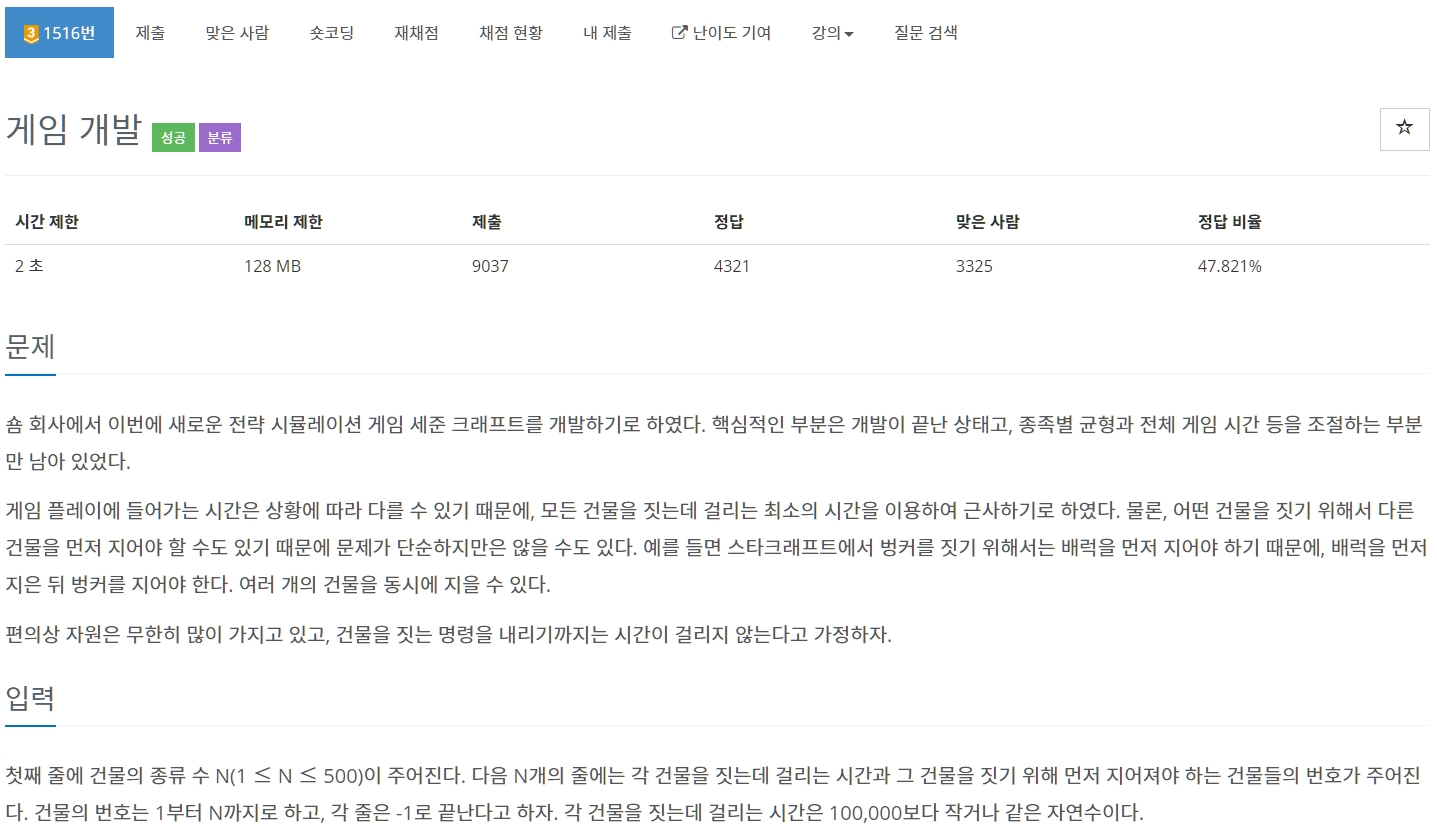 3 1516번 제출 맞은 사람 숏코딩 재채점 채점 현황 내 제출 난이도 기여 강의 질문 검색
게임 개발 성공 분류
시간 제한 메모리 제한 제출 정답 맞은 사람 정답 비율
2 초 128 MB 9037 4321 3325 47.821%
문제
숌 회사에서 이번에 새로운 전략 시뮬레이션 게임 세준 크래프트를 개발하기로 하였다. 핵심적인 부분은 개발이 끝난 상태고, 종족별 균형과 전체 게임 시간 등을 조절하는 부분
만 남아 있었다.
게임 플레이에 들어가는 시간은 상황에 따라 다를 수 있기 때문에, 모든 건물을 짓는데 걸리는 최소의 시간을 이용하여 근사하기로 하였다. 물론, 어떤 건물을 짓기 위해서 다른
건물을 먼저 지어야 할 수도 있기 때문에 문제가 단순하지만은 않을 수도 있다. 예를 들면 스타크래프트에서 벙커를 짓기 위해서는 배럭을 먼저 지어야 하기 때문에, 배럭을 먼저
지은 뒤 벙커를 지어야 한다. 여러 개의 건물을 동시에 지을 수 있다.
편의상 자원은 무한히 많이 가지고 있고, 건물을 짓는 명령을 내리기까지는 시간이 걸리지 않는다고 가정하자.
입력
첫째 줄에 건물의 종류 수 N(1 ≤ N ≤ 500)이 주어진다. 다음 N개의 줄에는 각 건물을 짓는데 걸리는 시간과 그 건물을 짓기 위해 먼저 지어져야 하는 건물들의 번호가 주어진
다. 건물의 번호는 1부터 N까지로 하고, 각 줄은 -1로 끝난다고 하자. 각 건물을 짓는데 걸리는 시간은 100,000보다 작거나 같은 자연수이다.